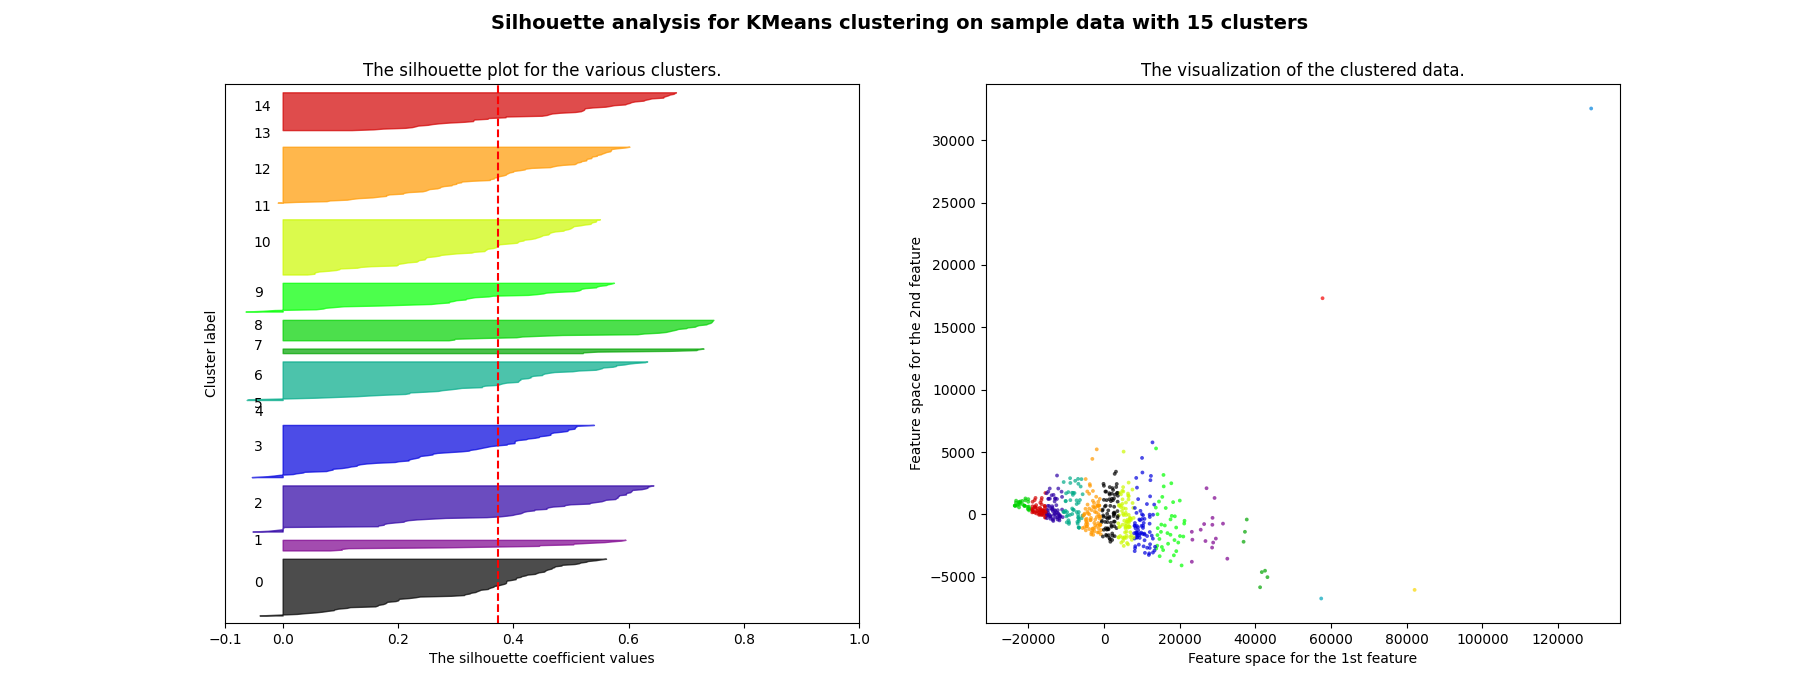 Silhouette analysis for KMeans clustering on sample data with 15 clusters
The silhouette plot for the various clusters.
Cluster label
14
13
12
11
10
9
8
7
6
5
4
3
2
1
0
−0.1 0.0 0.2 0.4 0.6 0.8 1.0
The silhouette coefficient values
The visualization of the clustered data.
Feature space for the 2nd feature
30000
25000
20000
15000
10000
5000
0
−5000
−20000 0 20000 40000 60000 80000 100000 120000
Feature space for the 1st feature